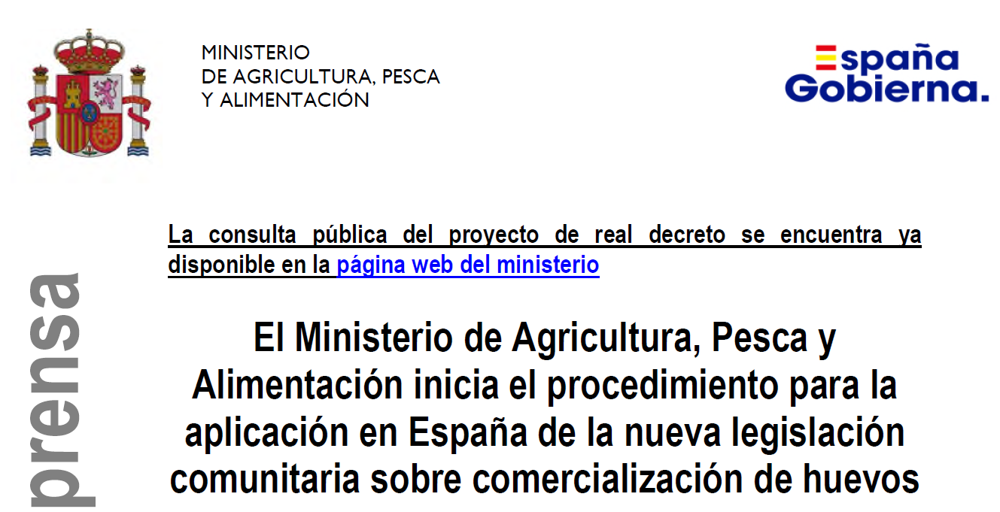 MINISTERIO
DE AGRICULTURA, PESCA
Y ALIMENTACIÓN
España
Gobierna.
La consulta pública del proyecto de real decreto se encuentra ya
disponible en la página web del ministerio
prensa
El Ministerio de Agricultura, Pesca y
Alimentación inicia el procedimiento para la
aplicación en España de la nueva legislación
comunitaria sobre comercialización de huevos